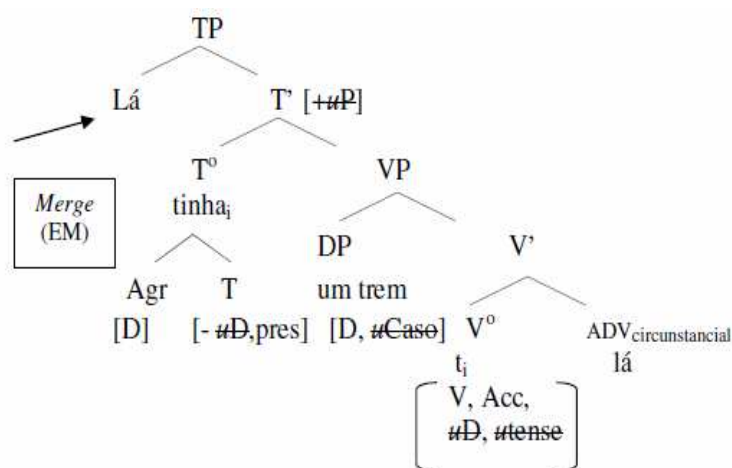 TP
Lá T’ [+uP]
T° VP
Merge tinhaᵢ
(EM) DP V’
Agr T um trem
[D] [- uD,pres] [D, uCaso] V° ADVcircunstancial
tᵢ lá
V, Acc,
uD, utense